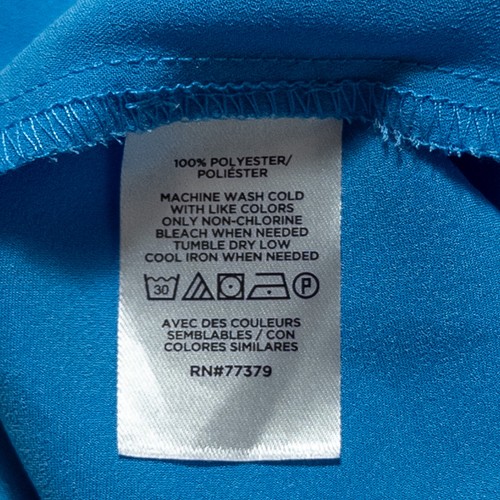 100% POLYESTER/
POLIÉSTER
MACHINE WASH COLD
WITH LIKE COLORS
ONLY NON-CHLORINE
BLEACH WHEN NEEDED
TUMBLE DRY LOW
COOL IRON WHEN NEEDED
30 P
AVEC DES COULEURS
SEMBLABLES / CON
COLORES SIMILARES
RN#77379